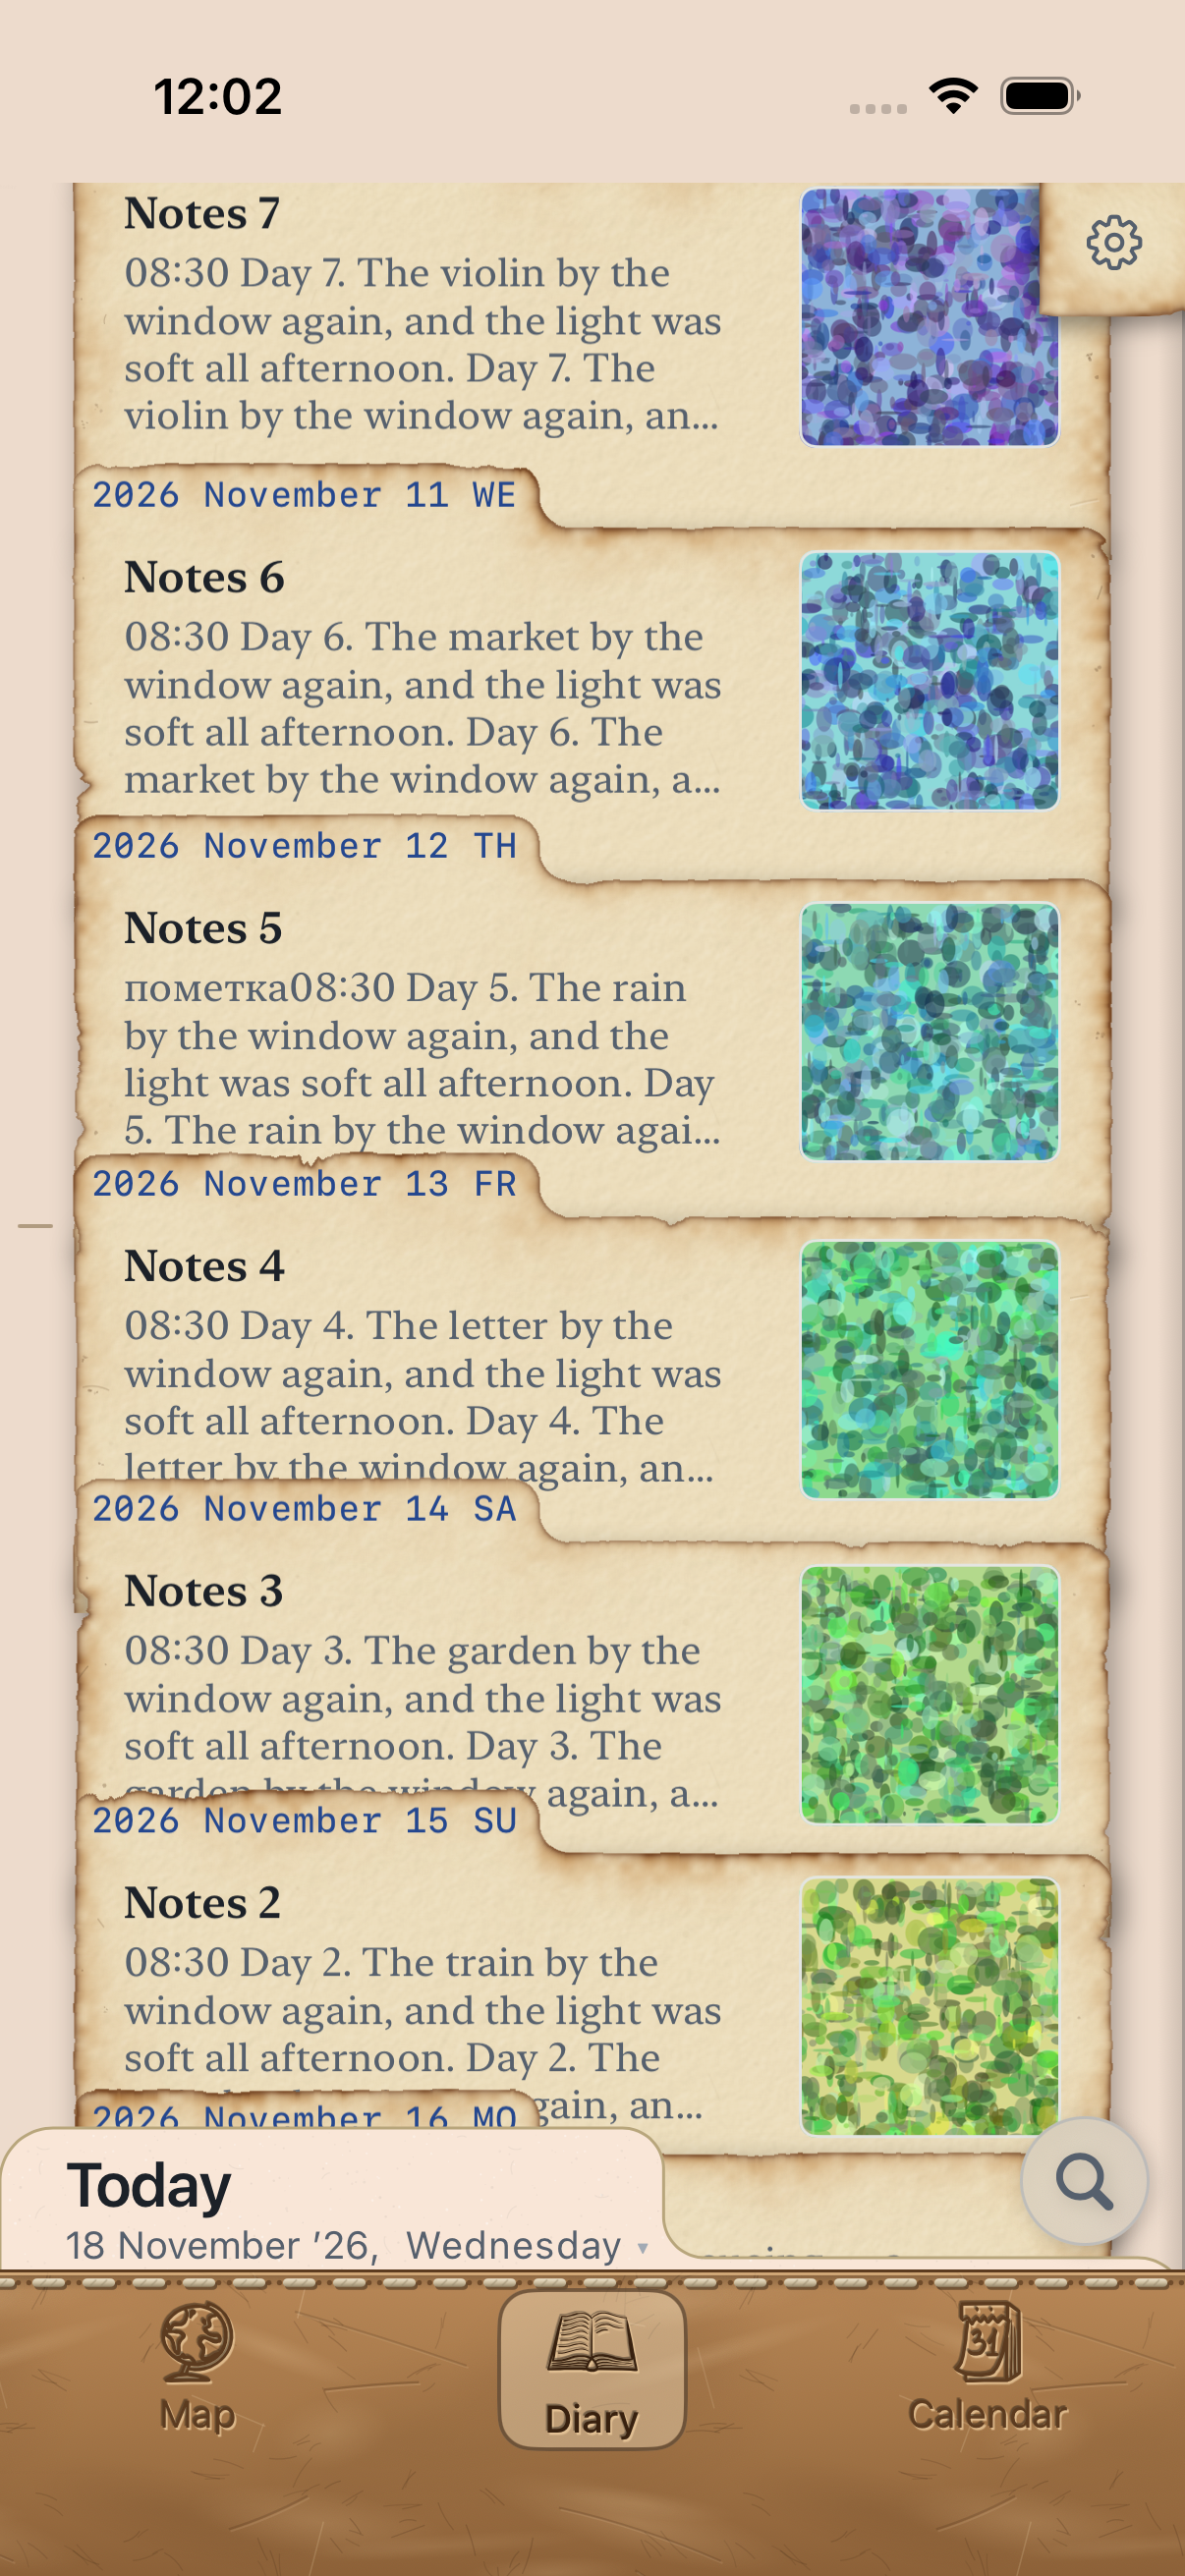 12:02
Notes 7
08:30 Day 7. The violin by the
window again, and the light was
soft all afternoon. Day 7. The
violin by the window again, an...
2026 November 11 WE
Notes 6
08:30 Day 6. The market by the
window again, and the light was
soft all afternoon. Day 6. The
market by the window again, a...
2026 November 12 TH
Notes 5
пометка08:30 Day 5. The rain
by the window again, and the
light was soft all afternoon. Day
5. The rain by the window agai...
2026 November 13 FR
Notes 4
08:30 Day 4. The letter by the
window again, and the light was
soft all afternoon. Day 4. The
letter by the window again, an...
2026 November 14 SA
Notes 3
08:30 Day 3. The garden by the
window again, and the light was
soft all afternoon. Day 3. The
garden by the window again, a...
2026 November 15 SU
Notes 2
08:30 Day 2. The train by the
window again, and the light was
soft all afternoon. Day 2. The
an...
2026 November 16 MO
Today
18 November ’26, Wednesday
31
Map
Diary
Calendar